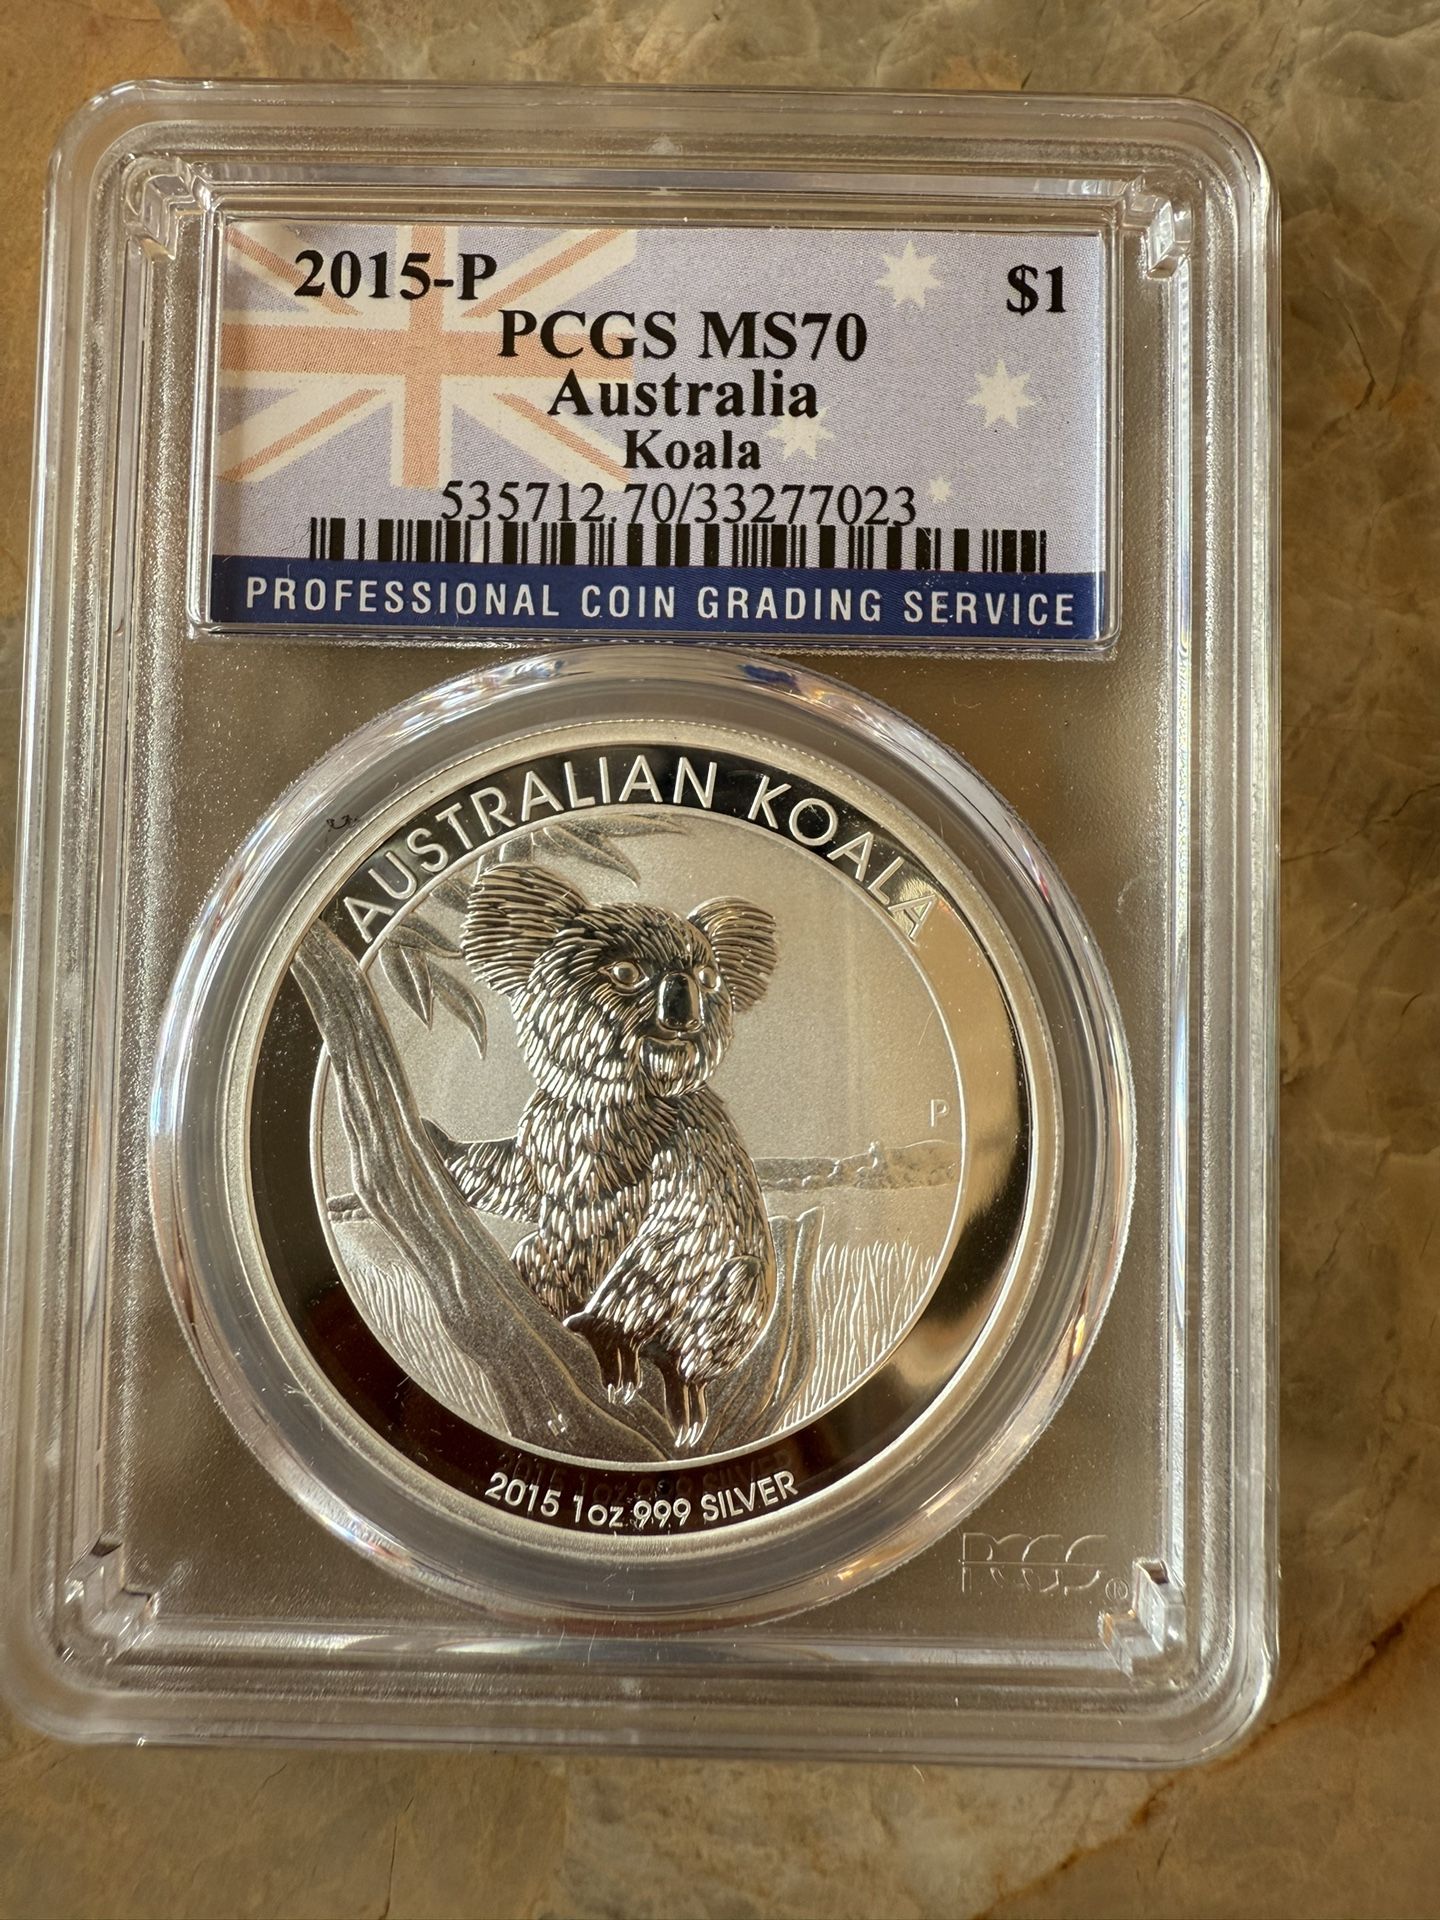 2015-P $1
PCGS MS70
Australia
Koala
535712.70/33277023
PROFESSIONAL COIN GRADING SERVICE
AUSTRALIAN KOALA
P
2015 1oz 999 SILVER
PCGS®